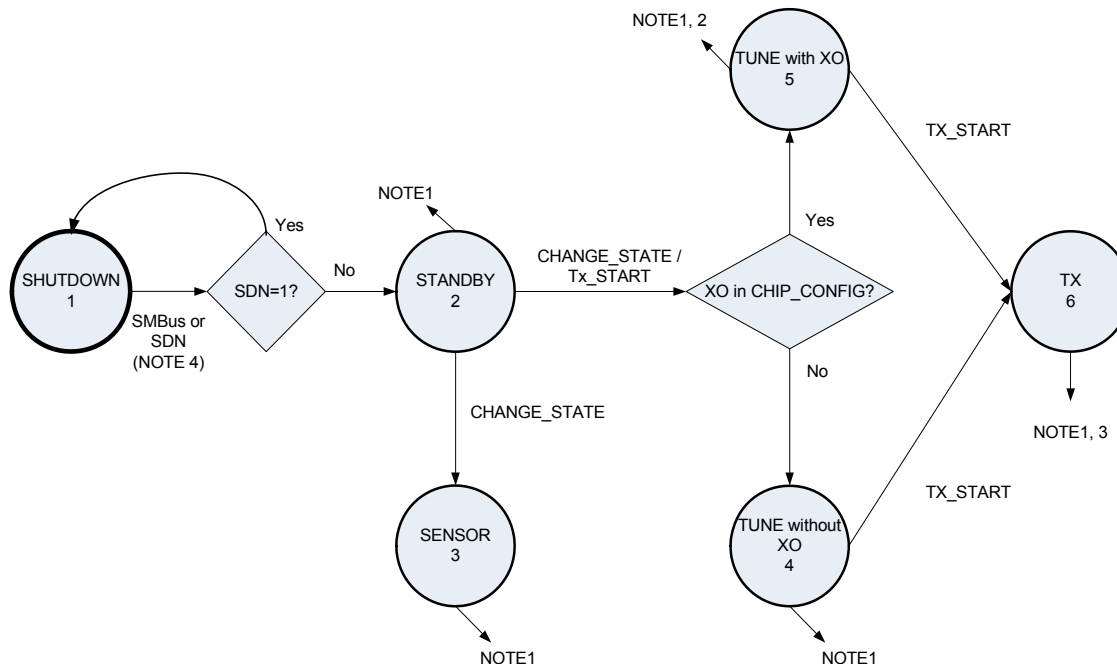 NOTE1, 2
TUNE with XO
5
TX_START
NOTE1
Yes
Yes
SHUTDOWN
1
SMBus or
SDN
(NOTE 4)
SDN=1?
No
STANDBY
2
CHANGE_STATE /
Tx_START
XO in CHIP_CONFIG?
TX
6
No
CHANGE_STATE
NOTE1, 3
TX_START
SENSOR
3
TUNE without
XO
4
NOTE1
NOTE1